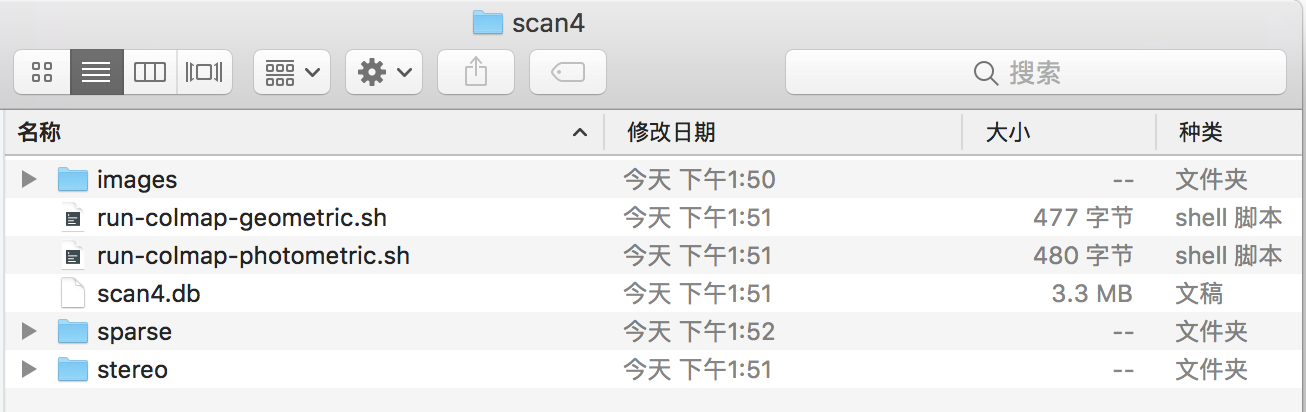 scan4
搜索
名称 修改日期 大小 种类
images 今天 下午1:50 -- 文件夹
run-colmap-geometric.sh 今天 下午1:51 477 字节 shell 脚本
run-colmap-photometric.sh 今天 下午1:51 480 字节 shell 脚本
scan4.db 今天 下午1:51 3.3 MB 文稿
sparse 今天 下午1:52 -- 文件夹
stereo 今天 下午1:51 -- 文件夹